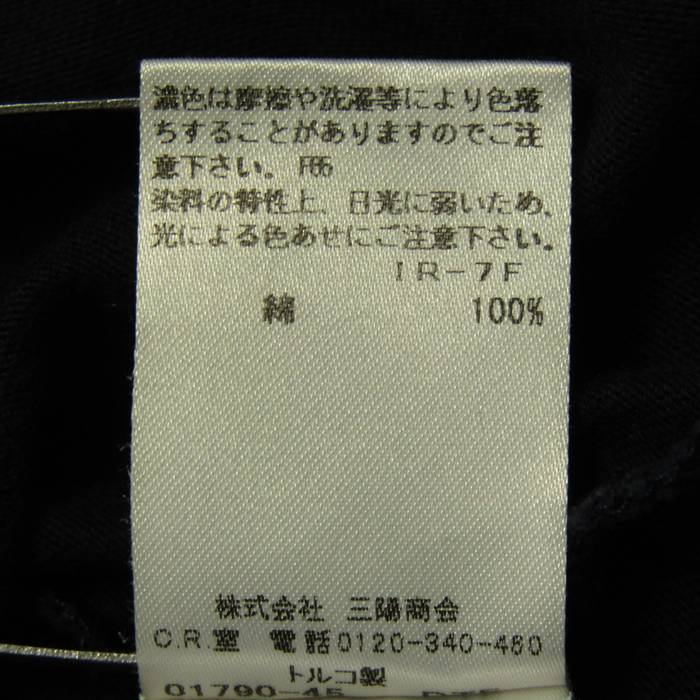 濃色は摩擦や洗濯等により色落
ちすることがありますのでご注
意下さい。F65
染料の特性上、日光に弱いため、
光による色あせにご注意下さい。
IR-7F
綿 100%
株式会社 三陽商会
C.R.室 電話0120-340-460
トルコ製
01790-45